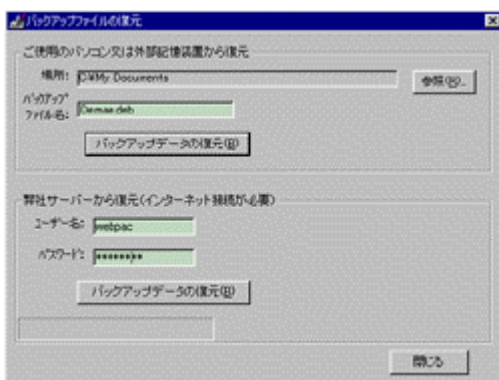 バックアップファイルの復元
ご使用のパソコン又は外部記憶装置から復元
場所: C:¥My Documents
参照(R)...
バックアップ
ファイル名:
バックアップデータの復元(B)
弊社サーバーから復元(インターネット接続が必要)
ユーザー名: webpac
パスワード: ********
バックアップデータの復元(B)
閉じる